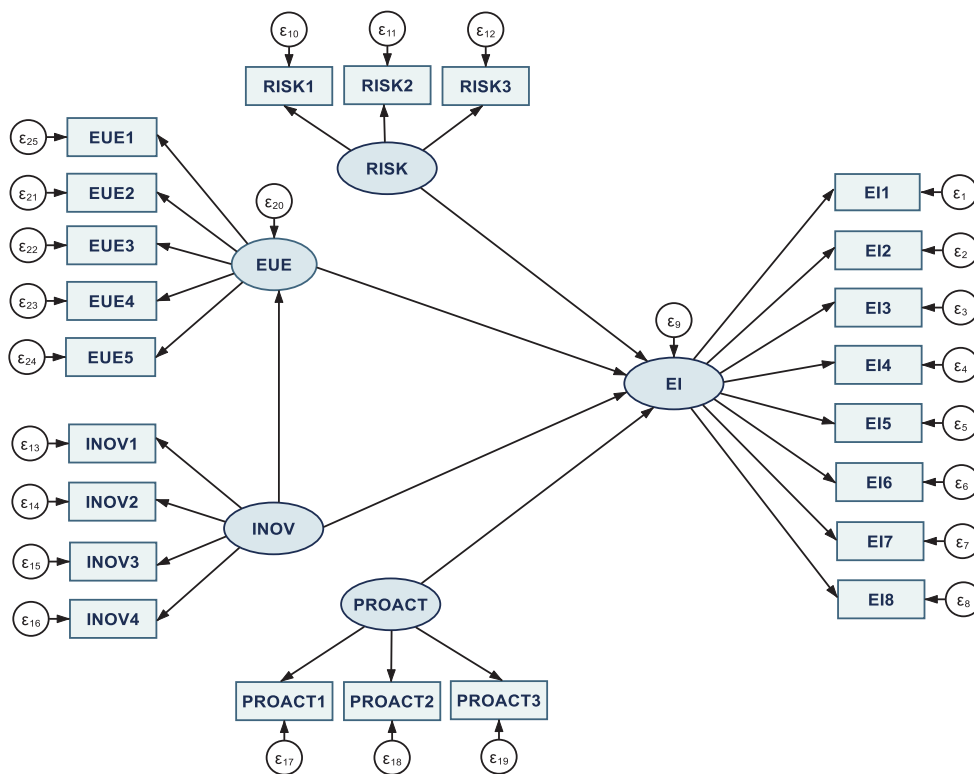 ε10
ε11
ε12
RISK1
RISK2
RISK3
RISK
ε25
EUE1
ε21
EUE2
ε22
EUE3
ε23
EUE4
ε24
EUE5
ε20
EUE
EI1
ε1
EI2
ε2
EI3
ε3
EI4
ε4
EI5
ε5
EI6
ε6
EI7
ε7
EI8
ε8
ε9
EI
ε13
INOV1
ε14
INOV2
ε15
INOV3
ε16
INOV4
INOV
PROACT
PROACT1
PROACT2
PROACT3
ε17
ε18
ε19